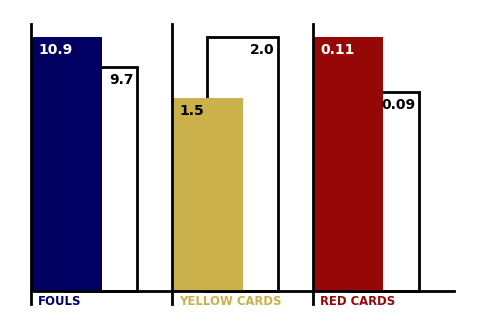 10.9
9.7
1.5
2.0
0.11
0.09
FOULS
YELLOW CARDS
RED CARDS